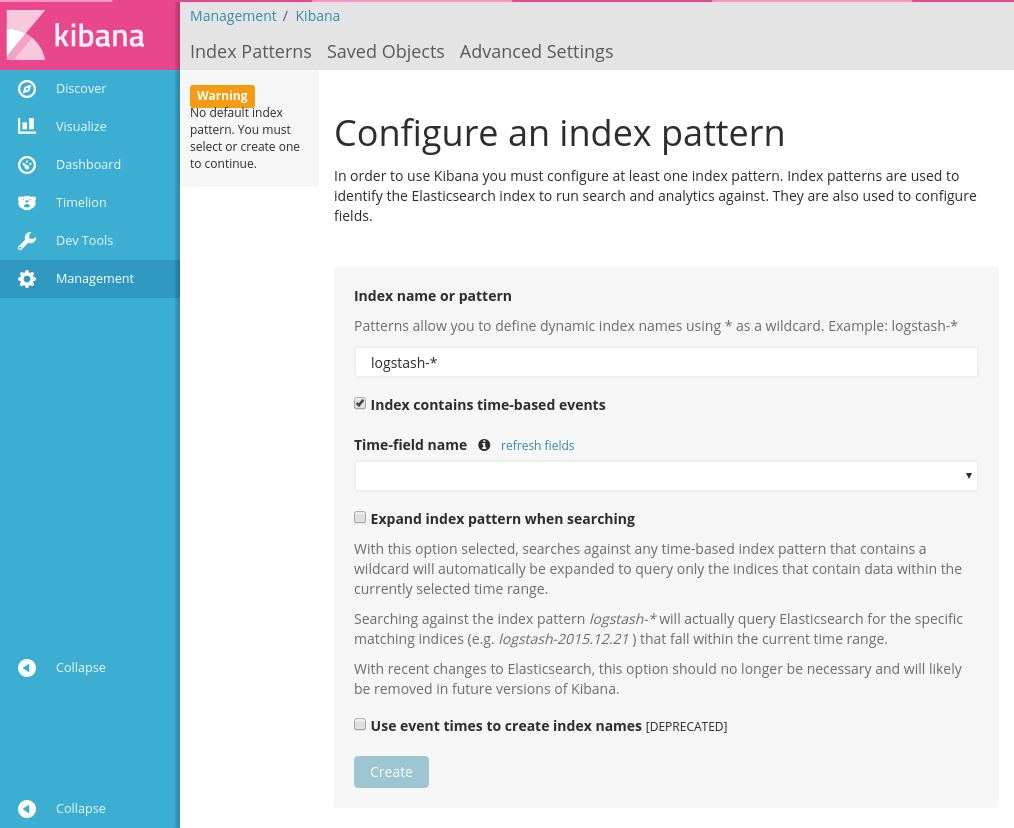 kibana
Discover
Visualize
Dashboard
Timelion
Dev Tools
Management
Collapse
Collapse
Management / Kibana
Index Patterns Saved Objects Advanced Settings
Warning
No default index
pattern. You must
select or create one
to continue.
Configure an index pattern
In order to use Kibana you must configure at least one index pattern. Index patterns are used to
identify the Elasticsearch index to run search and analytics against. They are also used to configure
fields.
Index name or pattern
Patterns allow you to define dynamic index names using * as a wildcard. Example: logstash-*
logstash-*
Index contains time-based events
Time-field name refresh fields
Expand index pattern when searching
With this option selected, searches against any time-based index pattern that contains a
wildcard will automatically be expanded to query only the indices that contain data within the
currently selected time range.
Searching against the index pattern logstash-* will actually query Elasticsearch for the specific
matching indices (e.g. logstash-2015.12.21 ) that fall within the current time range.
With recent changes to Elasticsearch, this option should no longer be necessary and will likely
be removed in future versions of Kibana.
Use event times to create index names [DEPRECATED]
Create